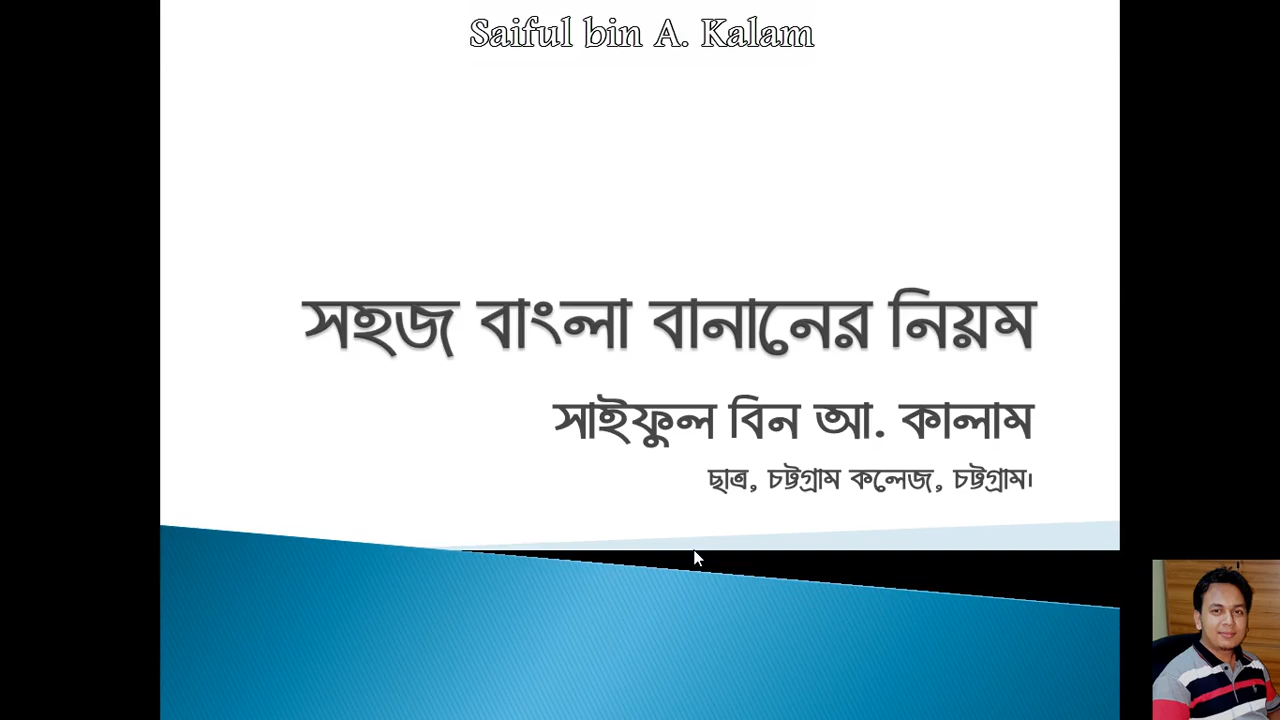 Saiful bin A. Kalam
সহজ বাংলা বানানের নিয়ম
সাইফুল বিন আ. কালাম
ছাত্র, চট্টগ্রাম কলেজ, চট্টগ্রাম।